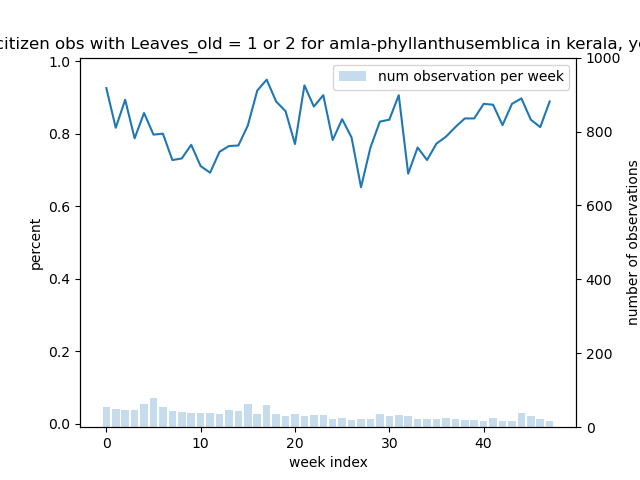 citizen obs with Leaves_old = 1 or 2 for amla-phyllanthusemblica in kerala,
num observation per week
percent
1.0
0.8
0.6
0.4
0.2
0.0
1000
800
600
400
200
0
number of observations
0 10 20 30 40
week index